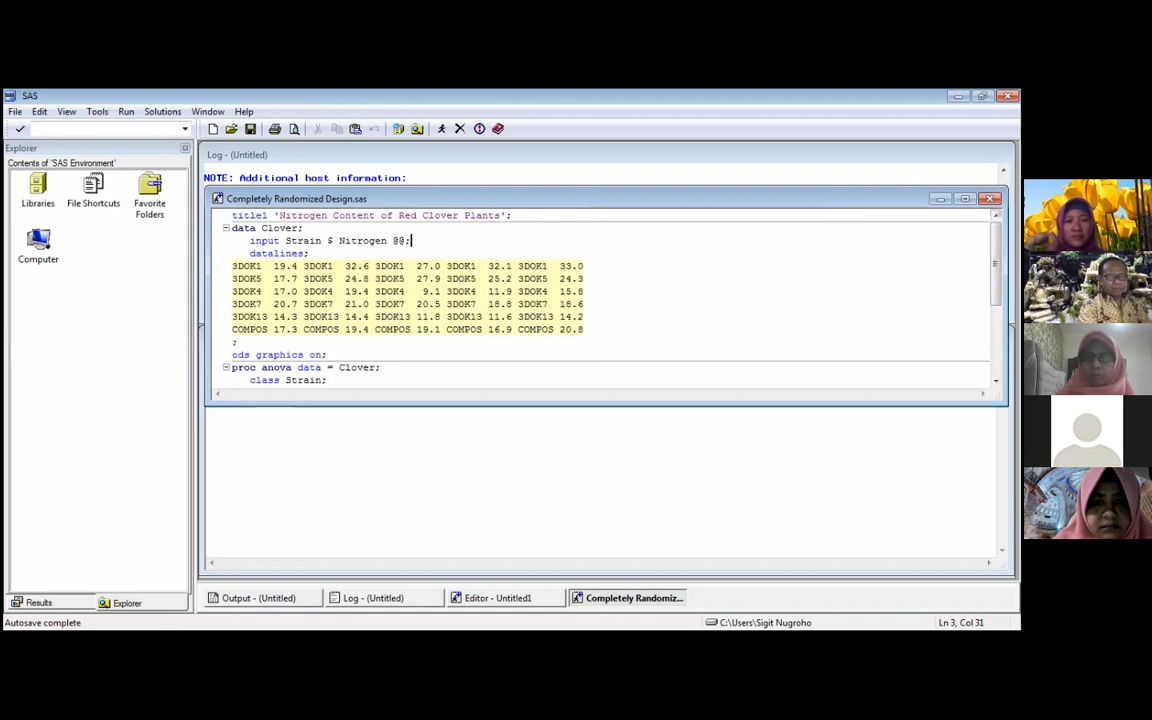 SAS
File Edit View Tools Run Solutions Window Help
Explorer
Contents of 'SAS Environment'
Libraries
File Shortcuts
Favorite
Folders
Computer
Log - (Untitled)
NOTE: Additional host information:
Completely Randomized Design.sas
title1 'Nitrogen Content of Red Clover Plants';
data Clover;
input Strain $ Nitrogen @@;
datalines;
3DOK1 19.4 3DOK1 32.6 3DOK1 27.0 3DOK1 32.1 3DOK1 33.0
3DOK5 17.7 3DOK5 24.8 3DOK5 27.9 3DOK5 25.2 3DOK5 24.3
3DOK4 17.0 3DOK4 19.4 3DOK4 9.1 3DOK4 11.9 3DOK4 15.8
3DOK7 20.7 3DOK7 21.0 3DOK7 20.5 3DOK7 18.8 3DOK7 18.6
3DOK13 14.3 3DOK13 14.4 3DOK13 11.8 3DOK13 11.6 3DOK13 14.2
COMPOS 17.3 COMPOS 19.4 COMPOS 19.1 COMPOS 16.9 COMPOS 20.8
;
ods graphics on;
proc anova data = Clover;
class Strain;
Results
Explorer
Output - (Untitled)
Log - (Untitled)
Editor - Untitled1
Completely Randomiz...
Autosave complete
C:\Users\Sigit Nugroho
Ln 3, Col 31